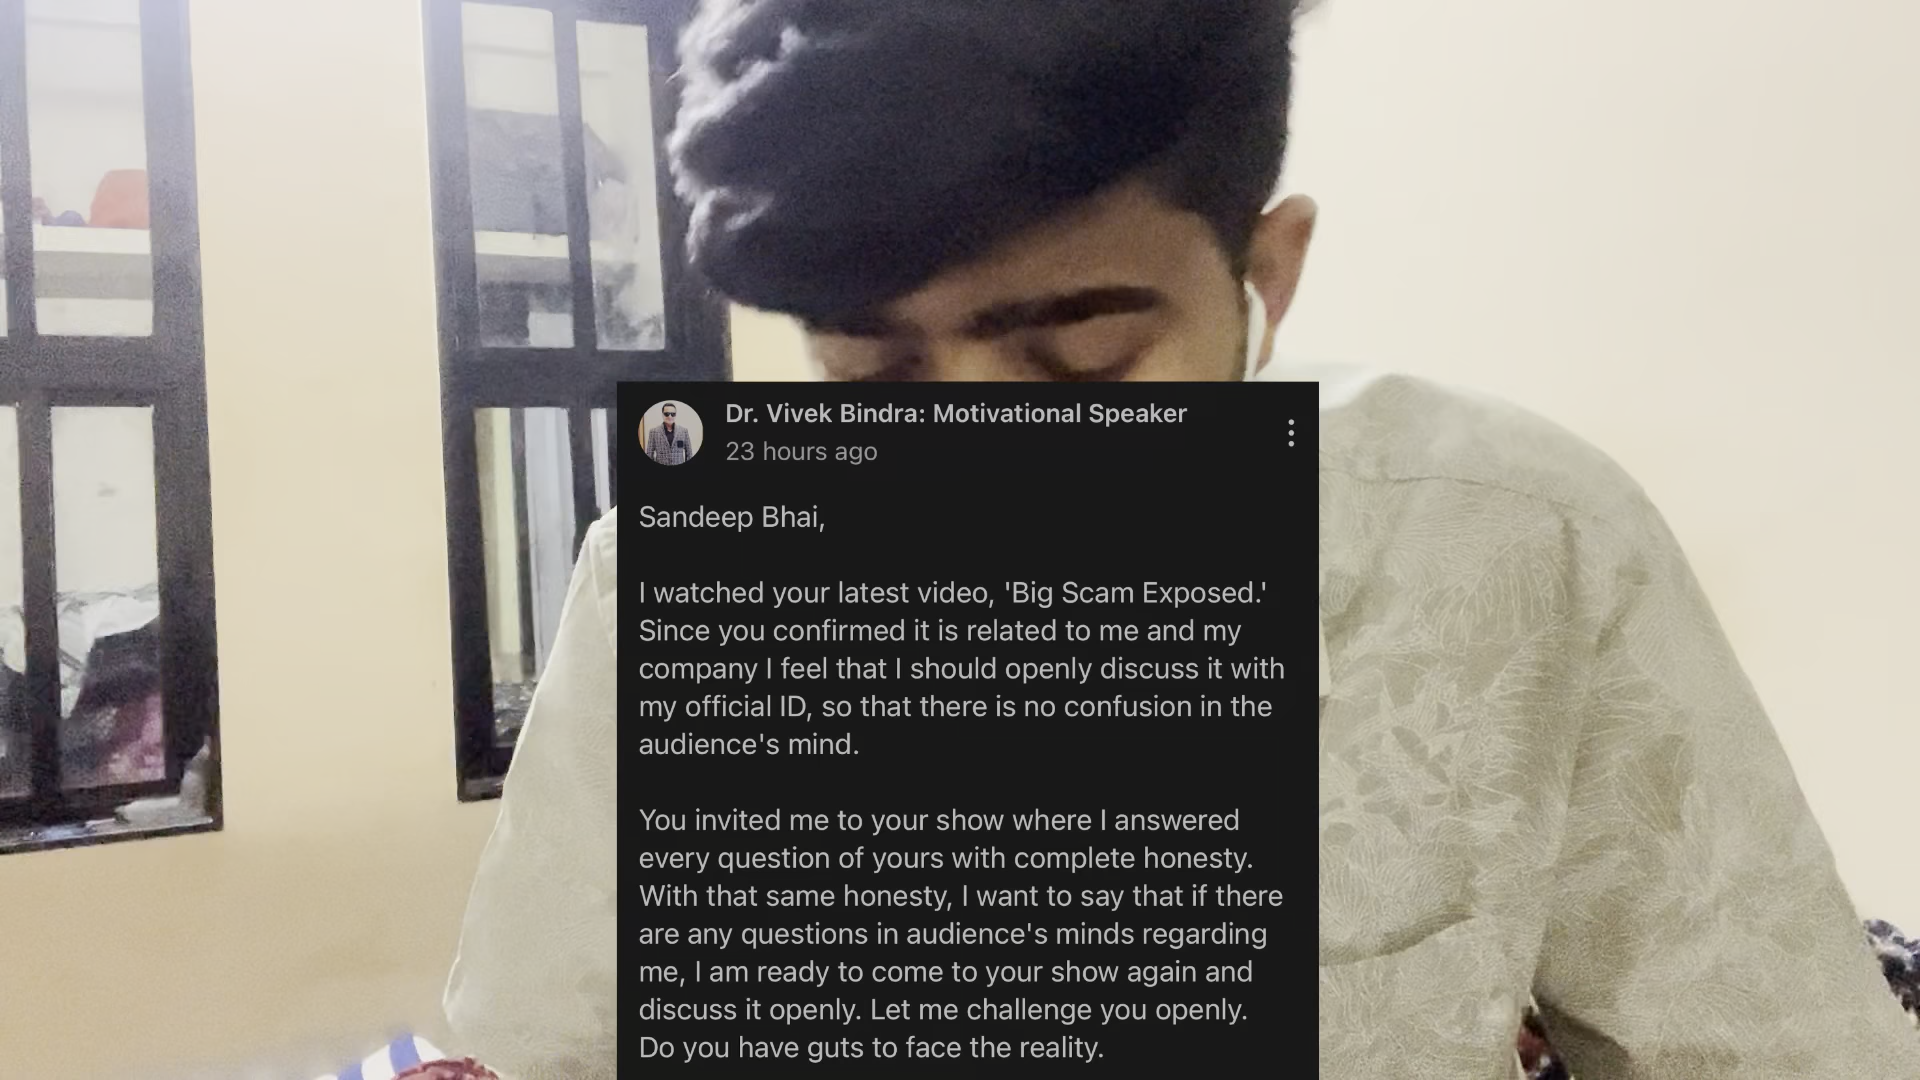 Dr. Vivek Bindra: Motivational Speaker
23 hours ago
Sandeep Bhai,
I watched your latest video, 'Big Scam Exposed.'
Since you confirmed it is related to me and my
company I feel that I should openly discuss it with
my official ID, so that there is no confusion in the
audience's mind.
You invited me to your show where I answered
every question of yours with complete honesty.
With that same honesty, I want to say that if there
are any questions in audience's minds regarding
me, I am ready to come to your show again and
discuss it openly. Let me challenge you openly.
Do you have guts to face the reality.